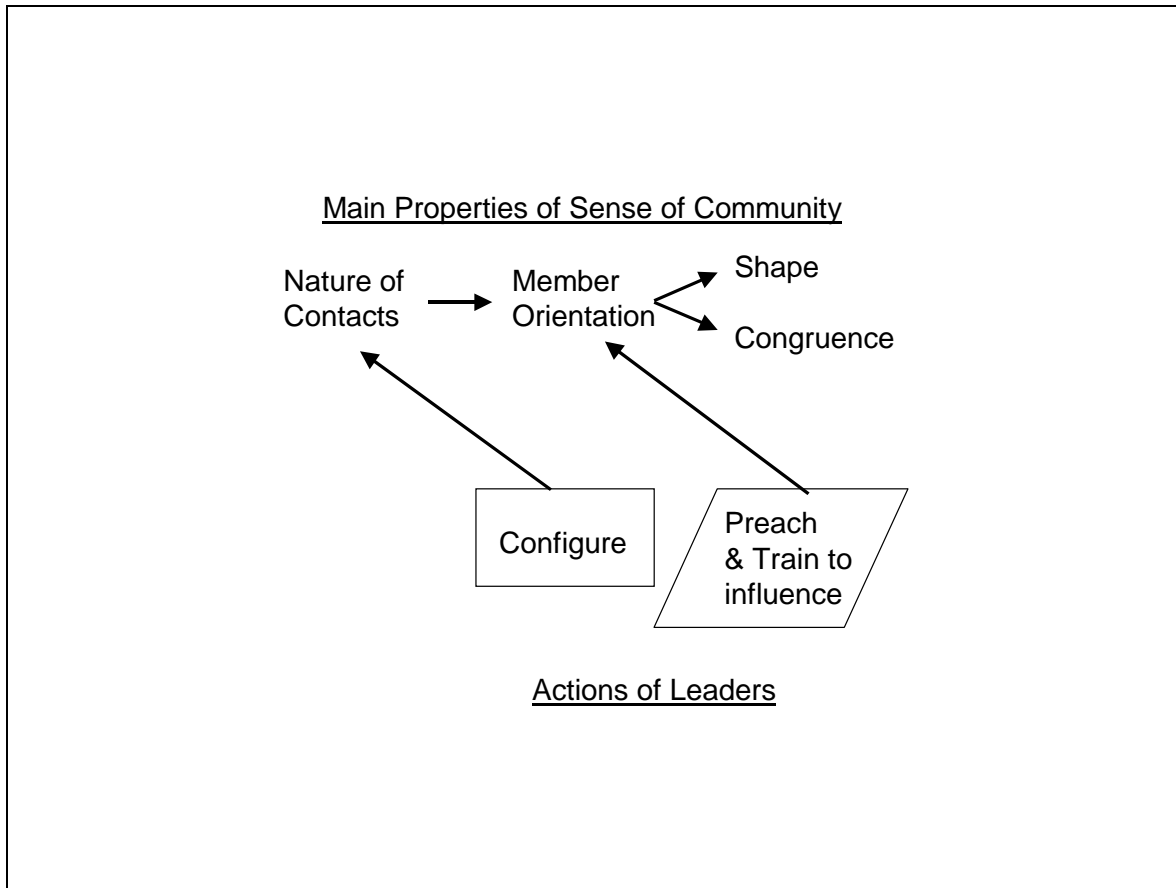 Main Properties of Sense of Community
Nature of
Contacts
Member
Orientation
Shape
Congruence
Configure
Preach
& Train to
influence
Actions of Leaders